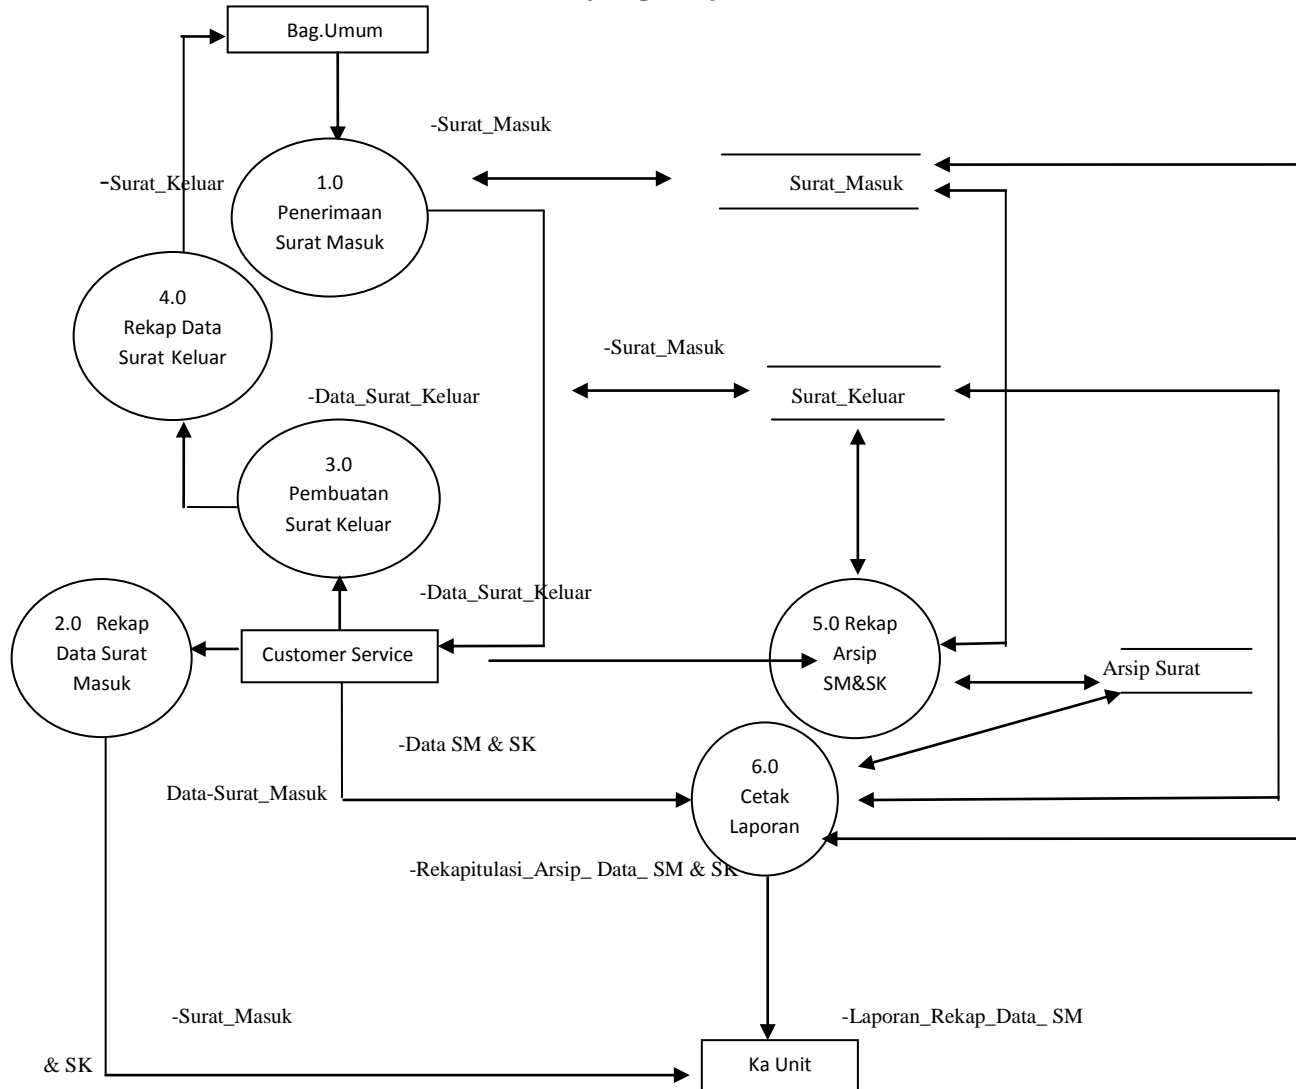 Bag.Umum
-Surat_Masuk
-Surat_Keluar
1.0
Penerimaan
Surat Masuk
Surat_Masuk
4.0
Rekap Data
Surat Keluar
-Surat_Masuk
-Data_Surat_Keluar
Surat_Keluar
3.0
Pembuatan
Surat Keluar
-Data_Surat_Keluar
2.0 Rekap
Data Surat
Masuk
Customer Service
5.0 Rekap
Arsip
SM&SK
Arsip Surat
-Data SM & SK
Data-Surat_Masuk
6.0
Cetak
Laporan
-Rekapitulasi_Arsip_ Data_ SM & SK
-Surat_Masuk
-Laporan_Rekap_Data_ SM
& SK
Ka Unit